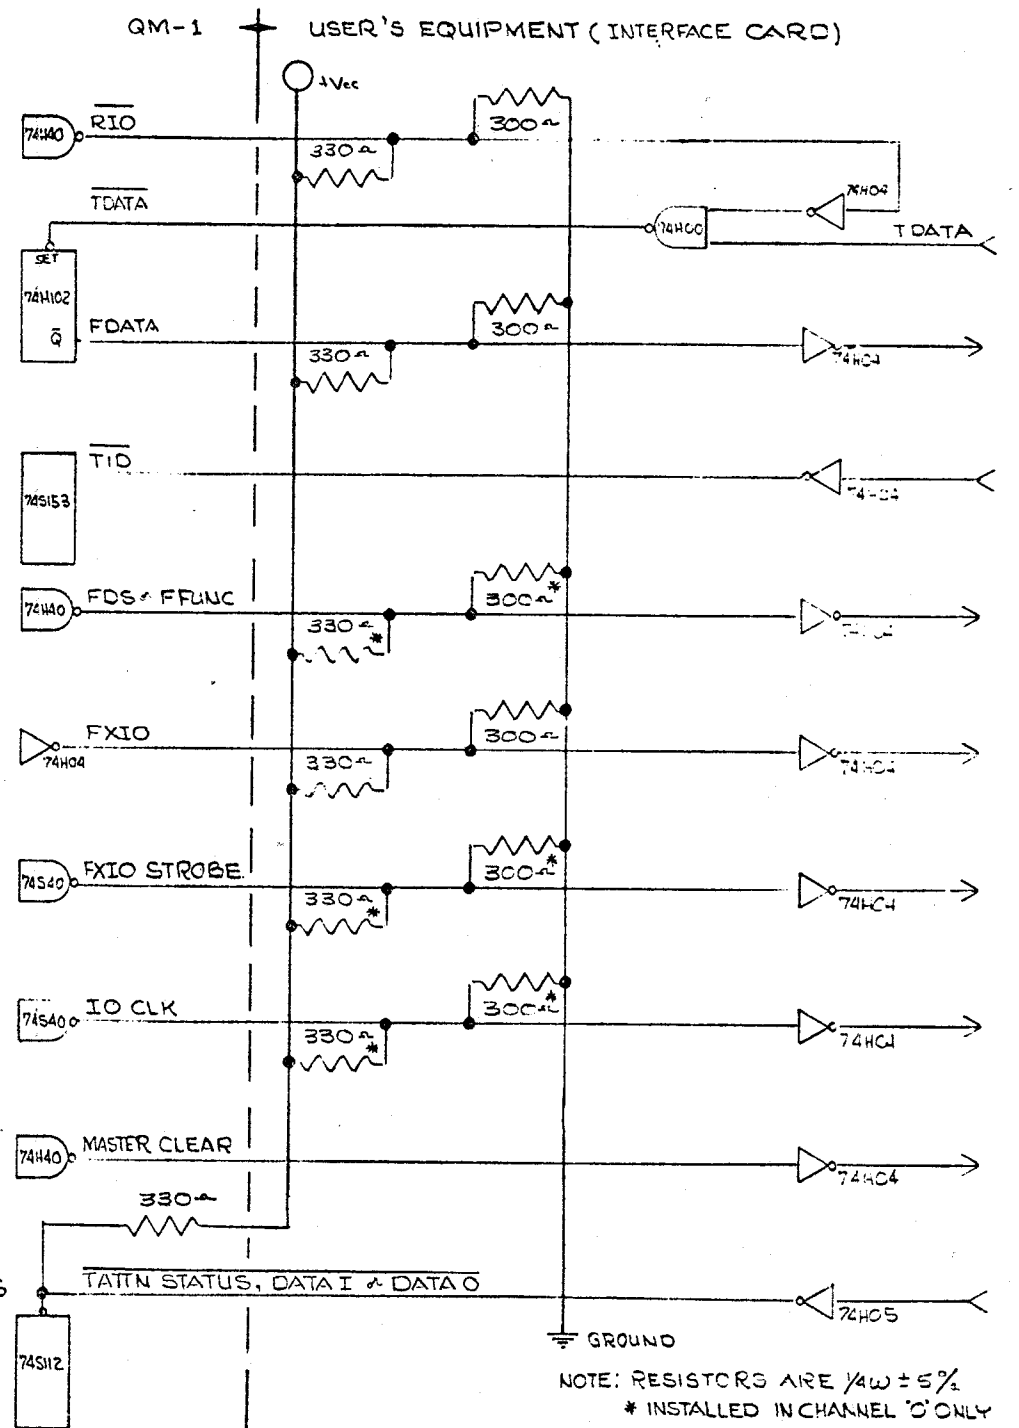 QM-1 USER'S EQUIPMENT (INTERFACE CARD)
+Vcc
RIO
74H40
300Ω
330Ω
TDATA
74H04
74H00
TDATA
SET
74H102
Q
FDATA
300Ω
330Ω
74H04
TID
74S153
74H04
74H40
FDS & FFUNC
300Ω*
330Ω*
74H04
FXIO
74H04
300Ω
330Ω
74H04
FXIO STROBE
74S40
300Ω*
330Ω*
74H04
IO CLK
74S40
300Ω*
330Ω*
74H04
MASTER CLEAR
74H40
74H04
330Ω
S
TATTN STATUS, DATA I & DATA O
74H05
74S112
GROUND
NOTE: RESISTORS ARE 1/4W ± 5%
* INSTALLED IN CHANNEL 'O' ONLY